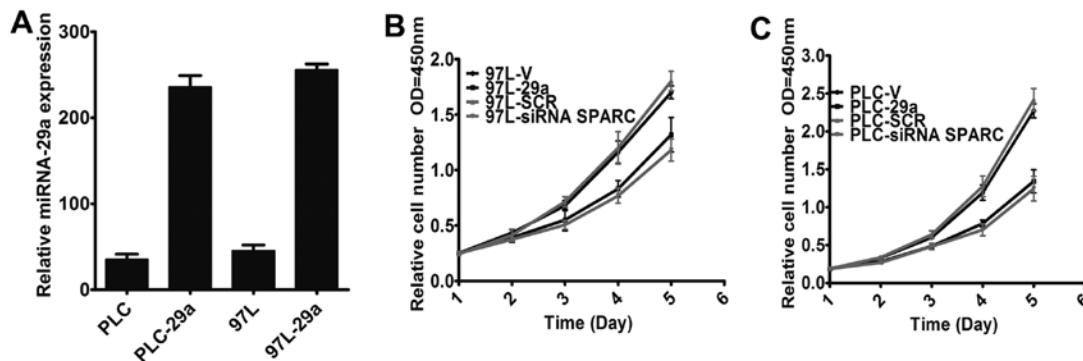 A
Relative miRNA-29a expression
300
200
100
0
PLC
PLC-29a
97L
97L-29a
B
Relative cell number OD=450nm
2.0
1.5
1.0
0.5
0.0
97L-V
97L-29a
97L-SCR
97L-siRNA SPARC
1 2 3 4 5 6
Time (Day)
C
Relative cell number OD=450nm
3.0
2.5
2.0
1.5
1.0
0.5
0.0
PLC-V
PLC-29a
PLC-SCR
PLC-siRNA SPARC
1 2 3 4 5 6
Time (Day)